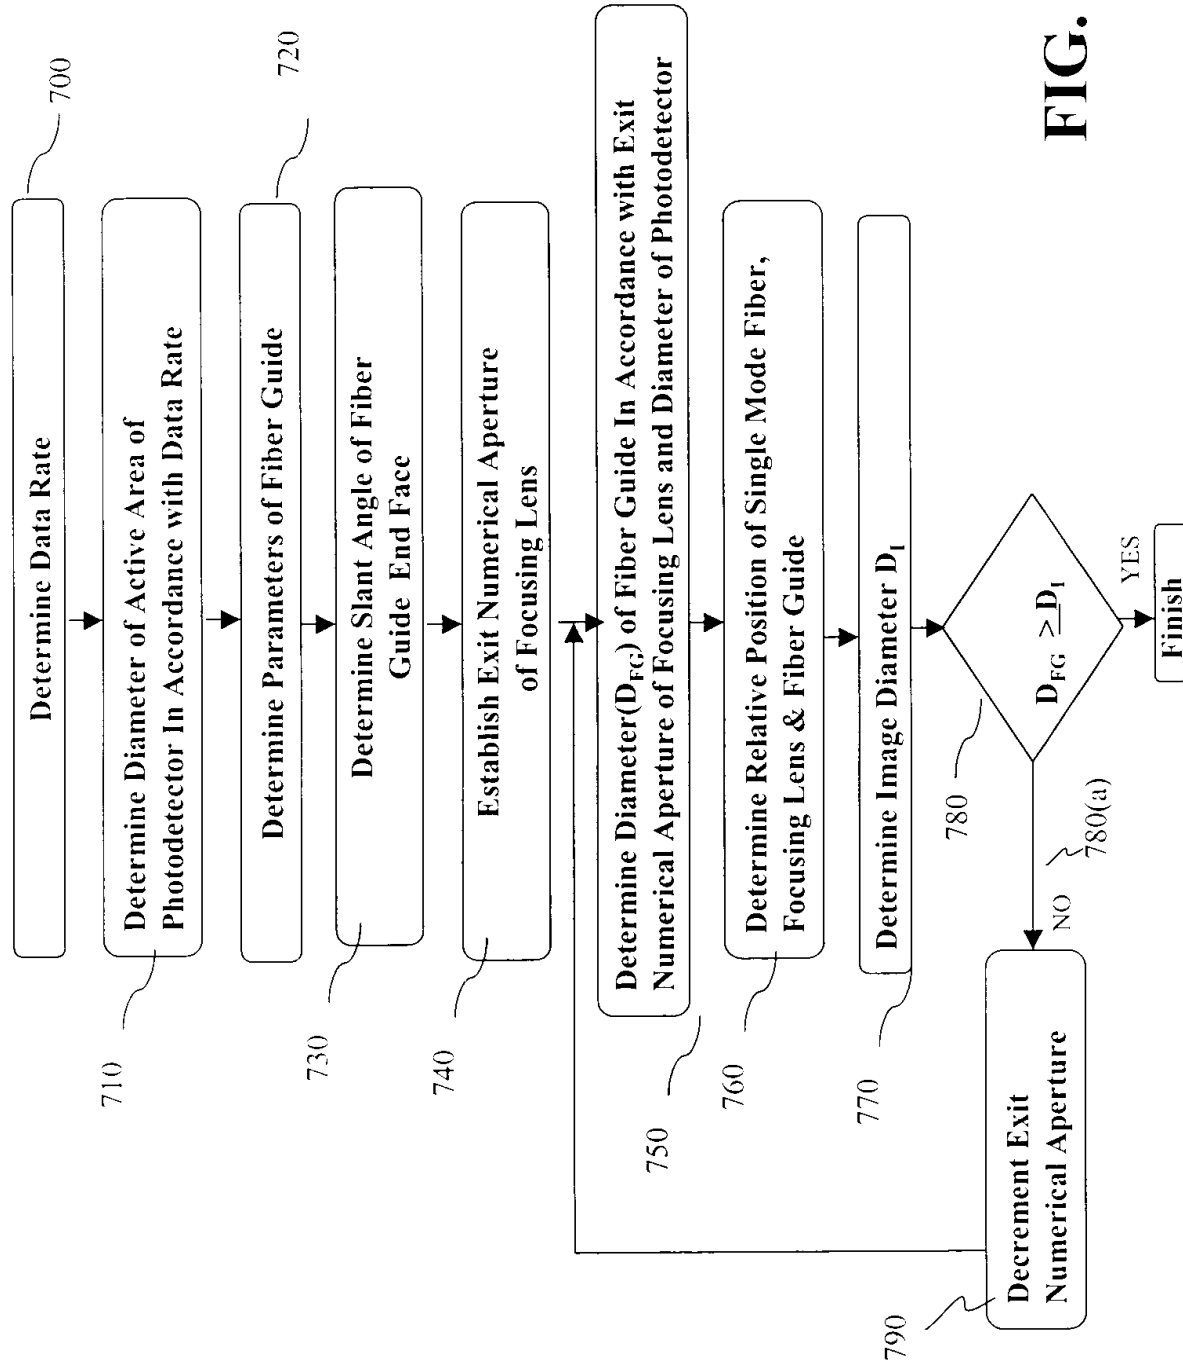 700
Determine Data Rate
710
Determine Diameter of Active Area of
Photodetector In Accordance with Data Rate
720
Determine Parameters of Fiber Guide
730
Determine Slant Angle of Fiber
Guide End Face
740
Establish Exit Numerical Aperture
of Focusing Lens
750
Determine Diameter(D_FG) of Fiber Guide In Accordance with Exit
Numerical Aperture of Focusing Lens and Diameter of Photodetector
760
Determine Relative Position of Single Mode Fiber,
Focusing Lens & Fiber Guide
770
Determine Image Diameter D_I
780
D_FG ≥ D_I
YES
Finish
NO
780(a)
790
Decrement Exit
Numerical Aperture
FIG.